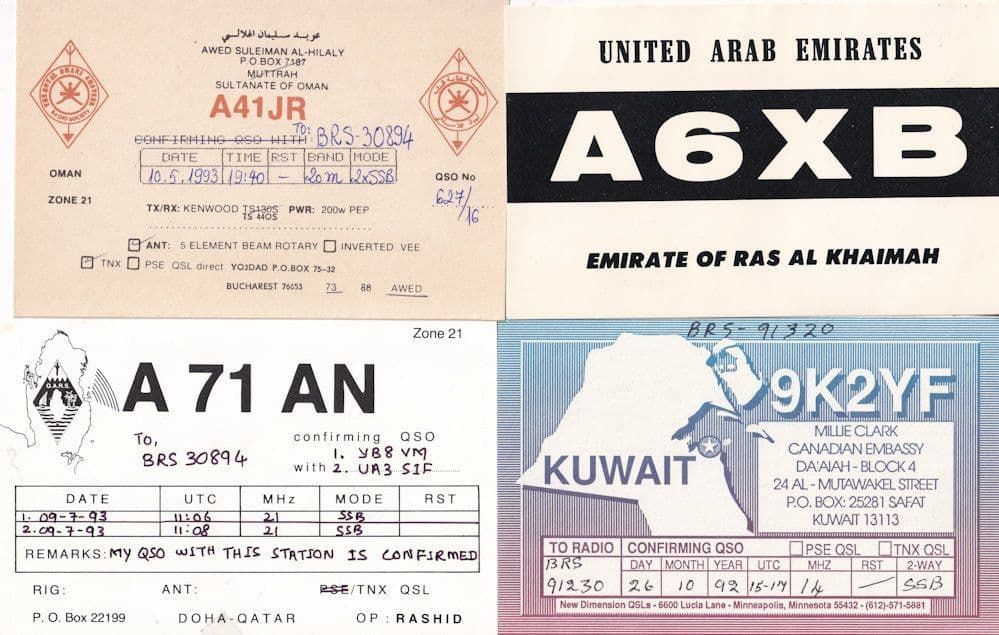 عويد سليمان الهلالي
AWED SULEIMAN AL-HILALY
P.O.BOX 7187
MUTTRAH
SULTANATE OF OMAN
A41JR
THE ROYAL OMANI AMATEUR
RADIO SOCIETY
TO:
CONFIRMING QSO WITH: BRS-30894
DATE TIME RST BAND MODE
10.5.1993 19:40 - 20m 2xSSB
OMAN
ZONE 21
QSO No
627/16
TX/RX: KENWOOD TS130S PWR: 200w PEP
TS 440S
ANT: 5 ELEMENT BEAM ROTARY INVERTED VEE
TNX PSE QSL direct YO3DAD P.O.BOX 75-32
BUCHAREST 76653 73 88 AWED
UNITED ARAB EMIRATES
A6XB
EMIRATE OF RAS AL KHAIMAH
Zone 21
Q.A.R.S.
A 71 AN
TO,
BRS 30894
confirming QSO
1. YB8 VM
with 2. UA3 SIF
DATE UTC MHz MODE RST
1. 09-7-93 11:06 21 SSB
2. 09-7-93 11:08 21 SSB
REMARKS: MY QSO WITH THIS STATION IS CONFIRMED
RIG: ANT: PSE/TNX QSL
P. O. Box 22199 DOHA-QATAR OP : RASHID
BRS-91320
9K2YF
KUWAIT
MILLIE CLARK
CANADIAN EMBASSY
DA'AIAH - BLOCK 4
24 AL - MUTAWAKEL STREET
P.O. BOX: 25281 SAFAT
KUWAIT 13113
TO RADIO CONFIRMING QSO PSE QSL TNX QSL
DAY MONTH YEAR UTC MHZ RST 2-WAY
BRS
91230 26 10 92 15-17 14 — SSB
New Dimension QSLs - 6600 Lucia Lane - Minneapolis, Minnesota 55432 - (612)-571-5881